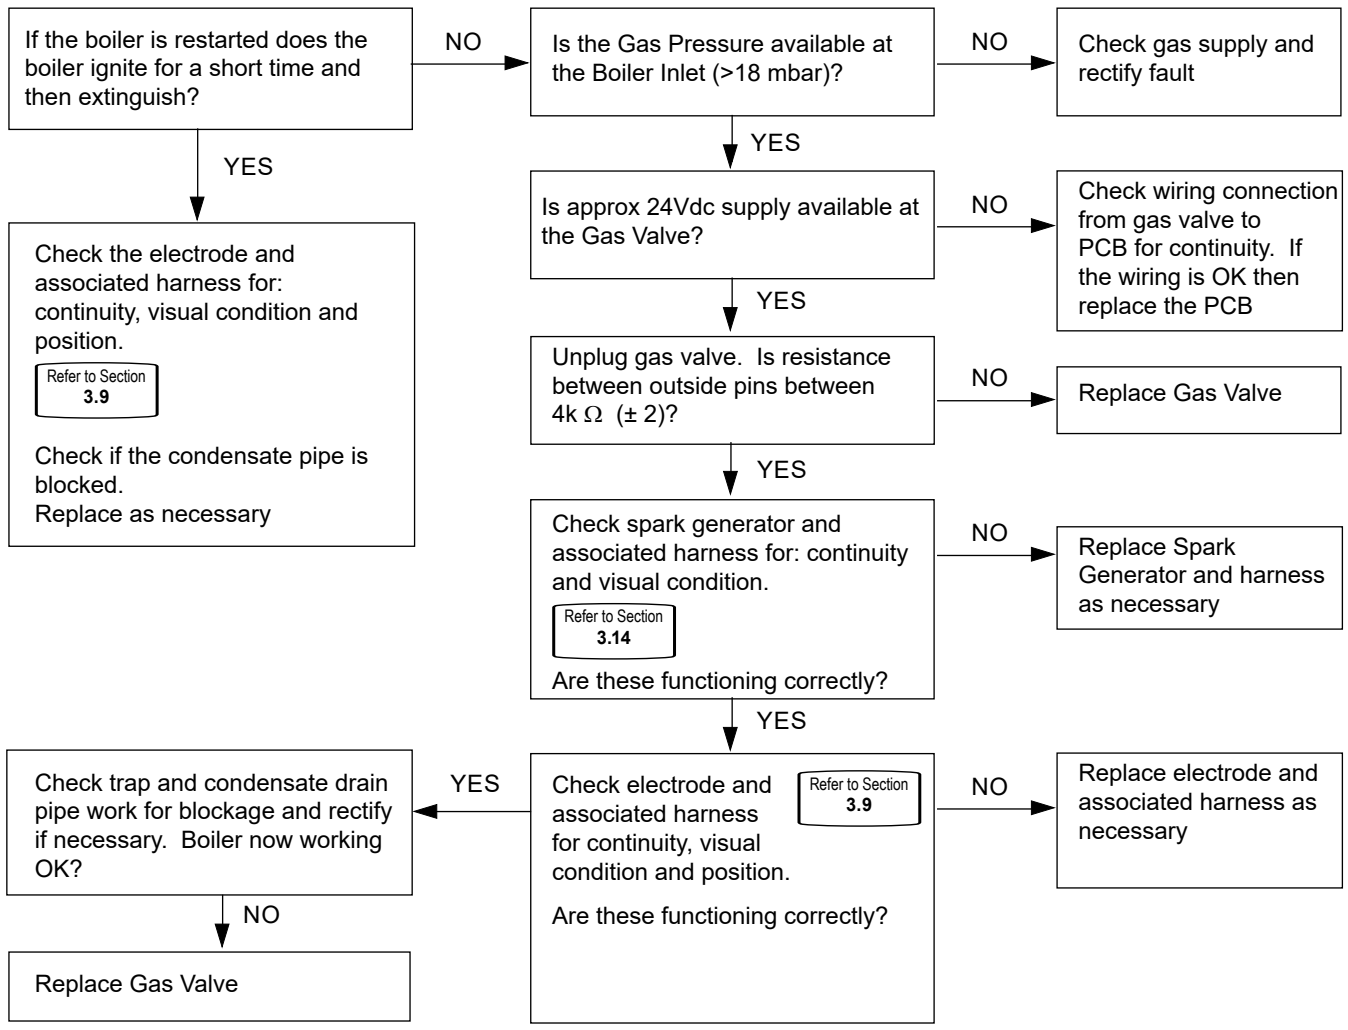 If the boiler is restarted does the
boiler ignite for a short time and
then extinguish?
NO
Is the Gas Pressure available at
the Boiler Inlet (>18 mbar)?
NO
Check gas supply and
rectify fault
YES
YES
Check the electrode and
associated harness for:
continuity, visual condition and
position.
Refer to Section
3.9
Check if the condensate pipe is
blocked.
Replace as necessary
Is approx 24Vdc supply available at
the Gas Valve?
NO
Check wiring connection
from gas valve to
PCB for continuity.  If
the wiring is OK then
replace the PCB
YES
Unplug gas valve.  Is resistance
between outside pins between
4k Ω  (± 2)?
NO
Replace Gas Valve
YES
Check spark generator and
associated harness for: continuity
and visual condition.
Refer to Section
3.14
Are these functioning correctly?
NO
Replace Spark
Generator and harness
as necessary
YES
Check electrode and
associated harness
for continuity, visual
condition and position.
Refer to Section
3.9
Are these functioning correctly?
NO
Replace electrode and
associated harness as
necessary
YES
Check trap and condensate drain
pipe work for blockage and rectify
if necessary.  Boiler now working
OK?
NO
Replace Gas Valve